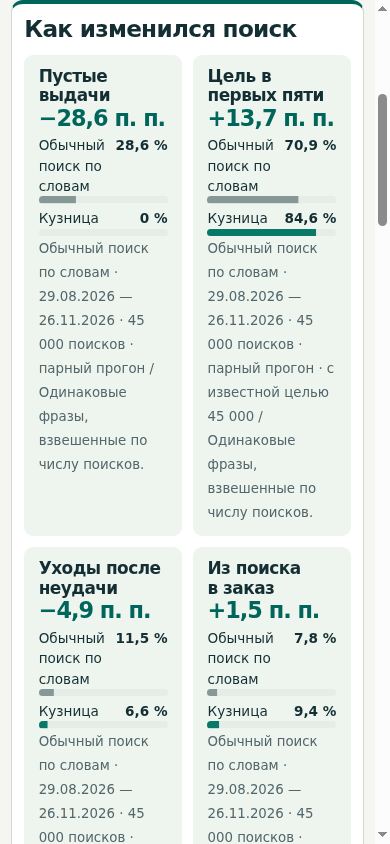 Как изменился поиск
Пустые
выдачи
−28,6 п. п.
Обычный 28,6 %
поиск по
словам
Кузница 0 %
Обычный поиск
по словам ·
29.08.2026 —
26.11.2026 · 45
000 поисков ·
парный прогон /
Одинаковые
фразы,
взвешенные по
числу поисков.
Цель в
первых пяти
+13,7 п. п.
Обычный 70,9 %
поиск по
словам
Кузница 84,6 %
Обычный поиск
по словам ·
29.08.2026 —
26.11.2026 · 45
000 поисков ·
парный прогон · с
известной целью
45 000 /
Одинаковые
фразы,
взвешенные по
числу поисков.
Уходы после
неудачи
−4,9 п. п.
Обычный 11,5 %
поиск по
словам
Кузница 6,6 %
Обычный поиск
по словам ·
29.08.2026 —
26.11.2026 · 45
000 поисков ·
Из поиска
в заказ
+1,5 п. п.
Обычный 7,8 %
поиск по
словам
Кузница 9,4 %
Обычный поиск
по словам ·
29.08.2026 —
26.11.2026 · 45
000 поисков ·